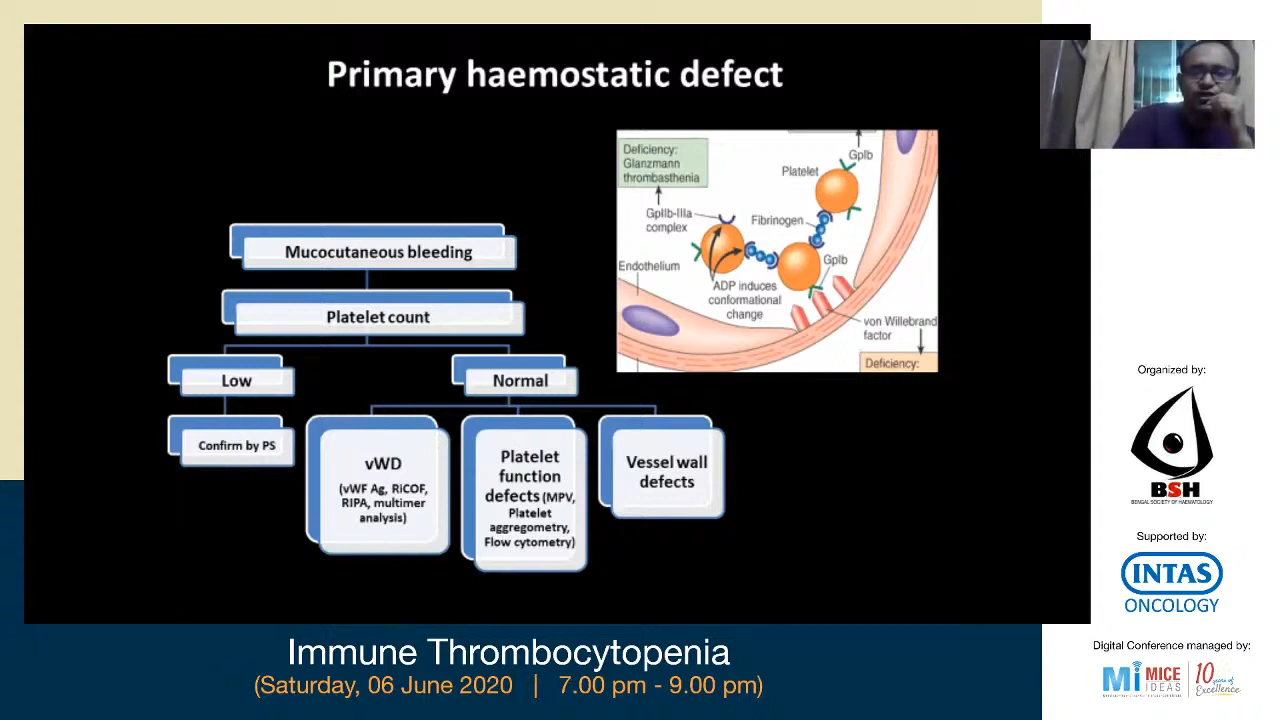 Primary haemostatic defect
Mucocutaneous bleeding
Platelet count
Low
Normal
Confirm by PS
vWD
(vWF Ag, RiCOF,
RIPA, multimer
analysis)
Platelet
function
defects (MPV,
Platelet
aggregometry,
Flow cytometry)
Vessel wall
defects
Deficiency:
Glanzmann
thrombasthenia
GpIIb-IIIa
complex
Endothelium
ADP induces
conformational
change
Platelet
GpIb
Fibrinogen
GpIb
von Willebrand
factor
Deficiency:
Organized by:
BSH
BENGAL SOCIETY OF HAEMATOLOGY
Supported by:
INTAS
ONCOLOGY
Digital Conference managed by:
Mi MICE
IDEAS
10 years of
Excellence
Immune Thrombocytopenia
(Saturday, 06 June 2020 | 7.00 pm - 9.00 pm)